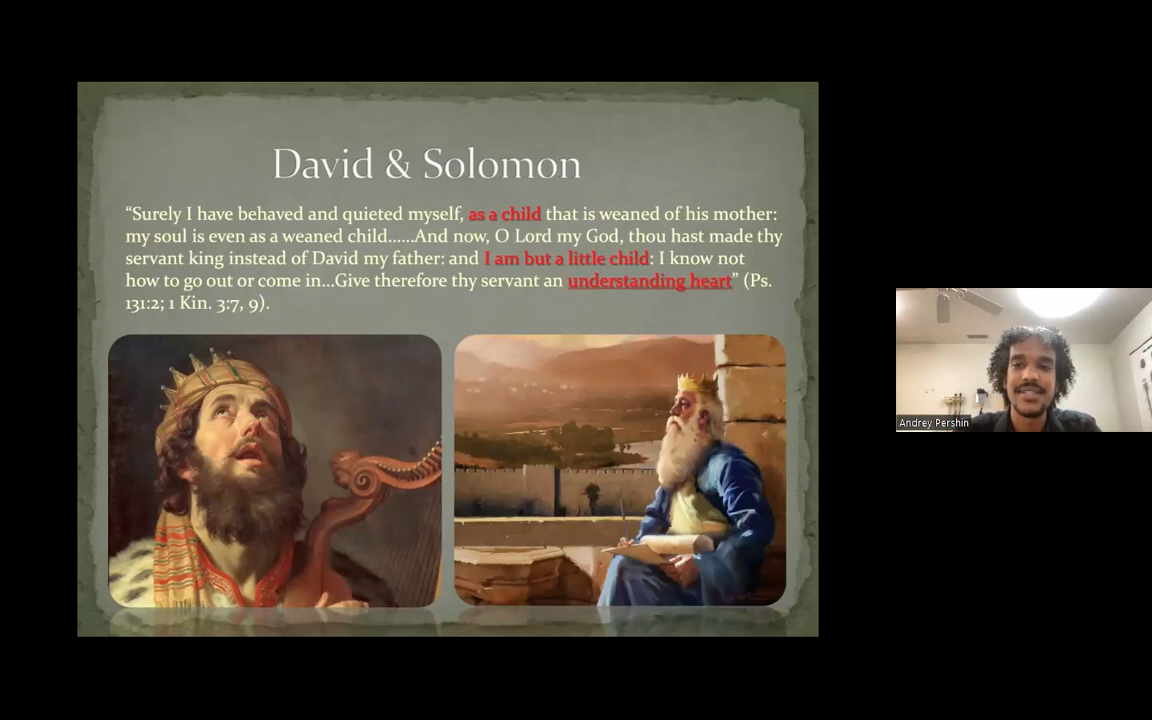 David & Solomon
“Surely I have behaved and quieted myself, as a child that is weaned of his mother:
my soul is even as a weaned child......And now, O Lord my God, thou hast made thy
servant king instead of David my father: and I am but a little child: I know not
how to go out or come in...Give therefore thy servant an understanding heart” (Ps.
131:2; 1 Kin. 3:7, 9).
Andrey Pershin